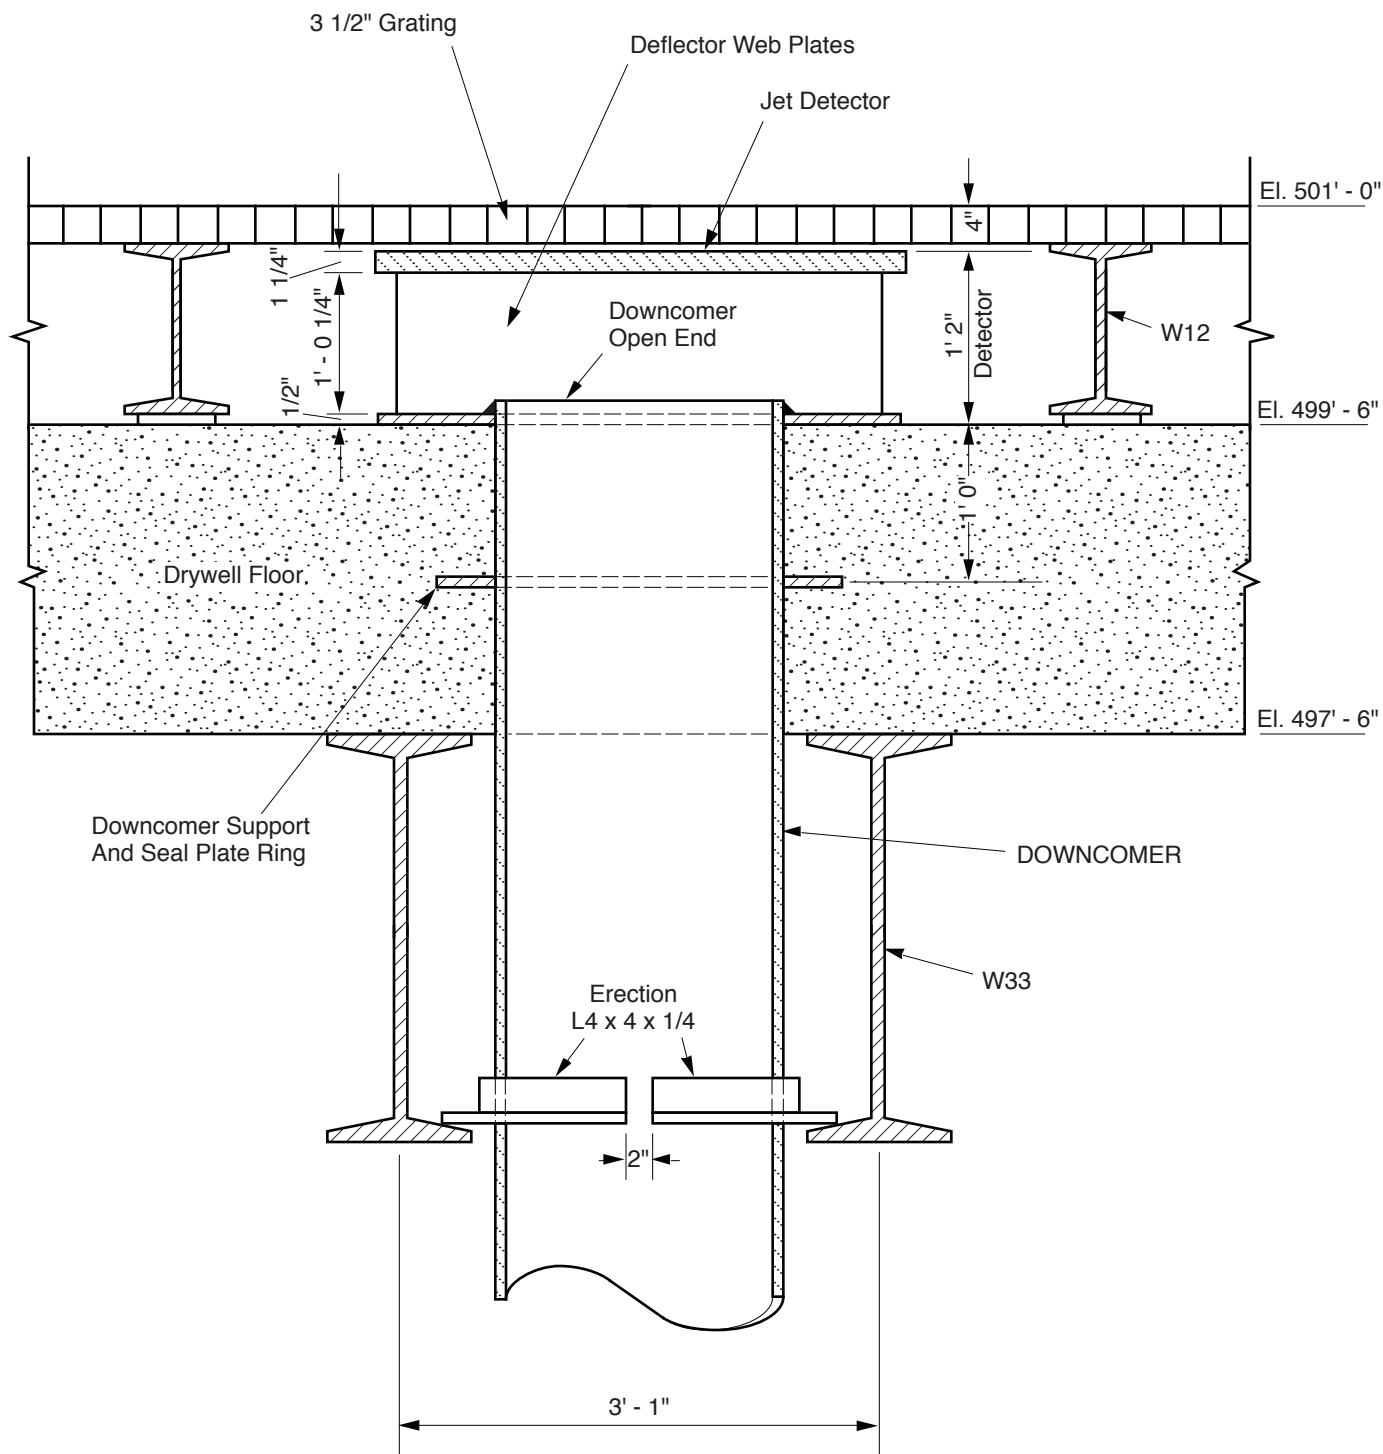 3 1/2" Grating
Deflector Web Plates
Jet Detector
El. 501' - 0"
4"
1 1/4"
1' - 0 1/4"
1/2"
Downcomer
Open End
1' 2"
Detector
W12
El. 499' - 6"
1' 0"
Drywell Floor
El. 497' - 6"
Downcomer Support
And Seal Plate Ring
DOWNCOMER
W33
Erection
L4 x 4 x 1/4
2"
3' - 1"